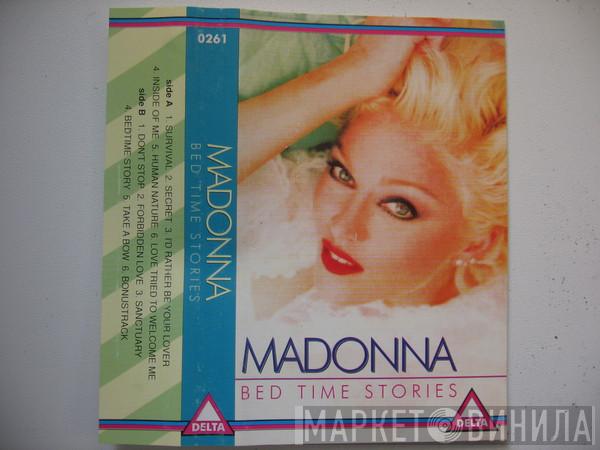 side A 1. SURVIVAL 2. SECRET 3. I'D RATHER BE YOUR LOVER
4. INSIDE OF ME 5. HUMAN NATURE 6. LOVE TRIED TO WELCOME ME
side B 1. DON'T STOP 2. FORBIDDEN LOVE 3. SANCTUARY
4. BEDTIME STORY 5. TAKE A BOW 6. BONUSTRACK
0261
MADONNA
BED TIME STORIES
DELTA
MADONNA
BED TIME STORIES
DELTA
МАРКЕТ ВИНИЛА